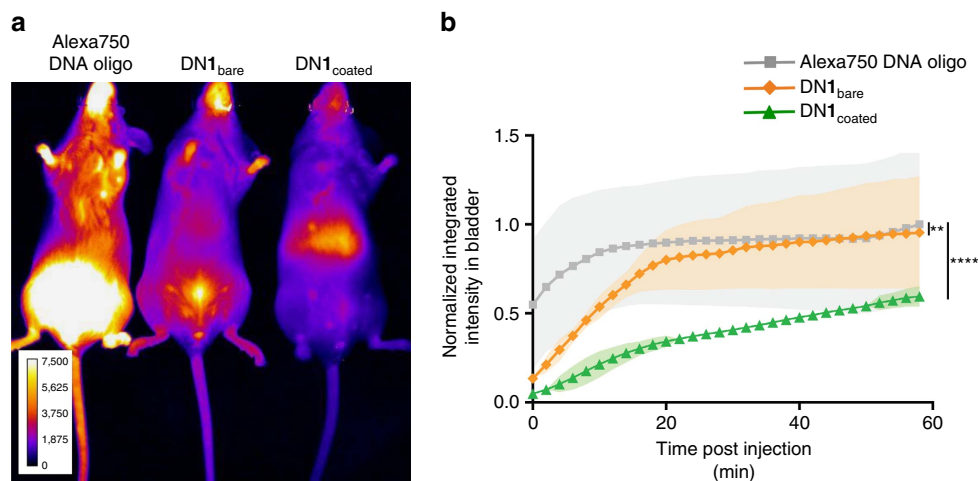 a
Alexa750
DNA oligo
DN1bare
DN1coated
7,500
5,625
3,750
1,875
0
b
Alexa750 DNA oligo
DN1bare
DN1coated
Normalized integrated
intensity in bladder
1.5
1.0
0.5
0.0
**
****
0
20
40
60
Time post injection
(min)